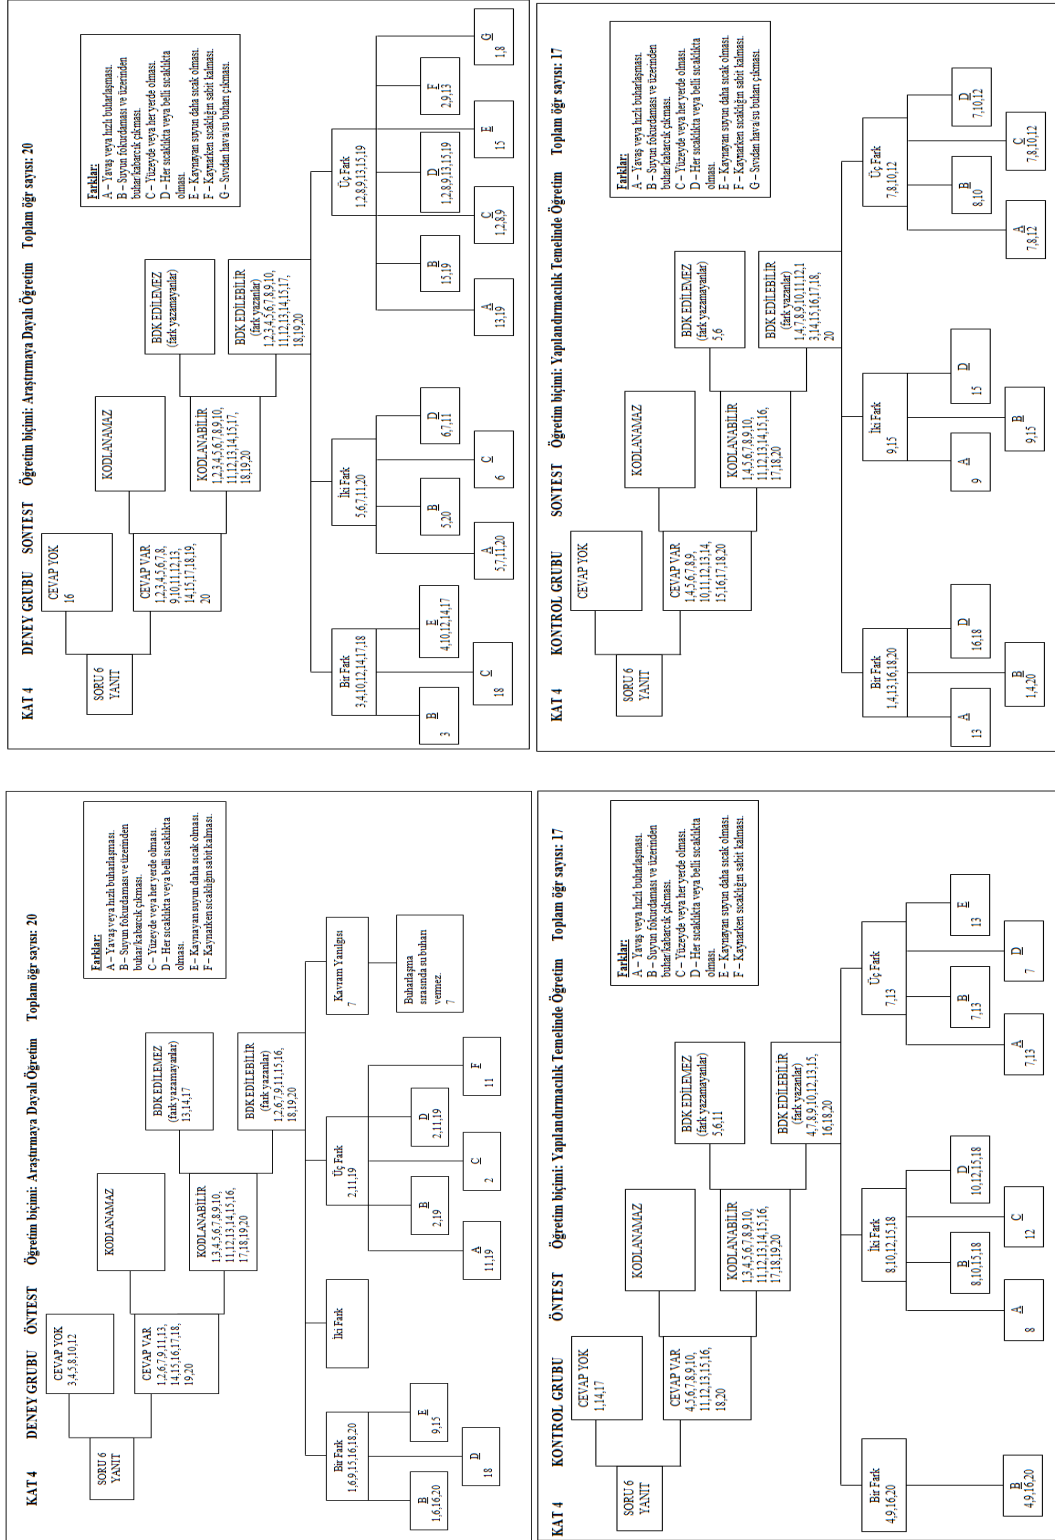 KAT 4 DENEY GRUBU ÖNTEST Öğretim biçimi: Araştırmaya Dayalı Öğretim Toplam öğr sayısı: 20
SORU 6
YANIT
CEVAP YOK
3,4,5,8,10,12
CEVAP VAR
1,2,6,7,9,11,13,
14,15,16,17,18,
19,20
KODLANAMAZ
KODLANABİLİR
1,3,4,5,6,7,8,9,10,
11,12,13,14,15,16,
17,18,19,20
BDK EDİLEMEZ
(fark yazamayanlar)
13,14,17
BDK EDİLEBİLİR
(fark yazanlar)
1,2,6,7,9,11,15,16,
18,19,20
Farklar:
A – Yavaş veya hızlı buharlaşması.
B – Suyun fokurdaması ve üzerinden
buhar/kabarcık çıkması.
C – Yüzeyde veya her yerde olması.
D – Her sıcaklıkta veya belli sıcaklıkta
olması.
E – Kaynayan suyun daha sıcak olması.
F – Kaynarken sıcaklığın sabit kalması.
Bir Fark
1,6,9,15,16,18,20
B
1,6,16,20
D
18
E
9,15
İki Fark
Üç Fark
2,11,19
A
11,19
B
2,19
C
2
D
2,11,19
F
11
Kavram Yanılgısı
7
Buharlaşma
sırasında su buharı
vermez.
7
KAT 4 DENEY GRUBU SONTEST Öğretim biçimi: Araştırmaya Dayalı Öğretim Toplam öğr sayısı: 20
SORU 6
YANIT
CEVAP YOK
16
CEVAP VAR
1,2,3,4,5,6,7,8,
9,10,11,12,13,
14,15,17,18,19,
20
KODLANAMAZ
KODLANABİLİR
1,2,3,4,5,6,7,8,9,10,
11,12,13,14,15,17,
18,19,20
BDK EDİLEMEZ
(fark yazamayanlar)
BDK EDİLEBİLİR
(fark yazanlar)
1,2,3,4,5,6,7,8,9,10,
11,12,13,14,15,17,
18,19,20
Farklar:
A – Yavaş veya hızlı buharlaşması.
B – Suyun fokurdaması ve üzerinden
buhar/kabarcık çıkması.
C – Yüzeyde veya her yerde olması.
D – Her sıcaklıkta veya belli sıcaklıkta
olması.
E – Kaynayan suyun daha sıcak olması.
F – Kaynarken sıcaklığın sabit kalması.
G – Sıvıdan hava/su buharı çıkması.
Bir Fark
3,4,10,12,14,17,18
B
3
C
18
E
4,10,12,14,17
İki Fark
5,6,7,11,20
A
5,7,11,20
B
5,20
C
6
D
6,7,11
Üç Fark
1,2,8,9,13,15,19
A
13,19
B
15,19
C
1,2,8,9
D
1,2,8,9,13,15,19
E
15
F
2,9,13
G
1,8
KAT 4 KONTROL GRUBU ÖNTEST Öğretim biçimi: Yapılandırmacılık Temelinde Öğretim Toplam öğr sayısı: 17
SORU 6
YANIT
CEVAP YOK
1,14,17
CEVAP VAR
4,5,6,7,8,9,10,
11,12,13,15,16,
18,20
KODLANAMAZ
KODLANABİLİR
1,3,4,5,6,7,8,9,10,
11,12,13,14,15,16,
17,18,19,20
BDK EDİLEMEZ
(fark yazamayanlar)
5,6,11
BDK EDİLEBİLİR
(fark yazanlar)
4,7,8,9,10,12,13,15,
16,18,20
Farklar:
A – Yavaş veya hızlı buharlaşması.
B – Suyun fokurdaması ve üzerinden
buhar/kabarcık çıkması.
C – Yüzeyde veya her yerde olması.
D – Her sıcaklıkta veya belli sıcaklıkta
olması.
E – Kaynayan suyun daha sıcak olması.
F – Kaynarken sıcaklığın sabit kalması.
Bir Fark
4,9,16,20
B
4,9,16,20
İki Fark
8,10,12,15,18
A
8
B
8,10,15,18
C
12
D
10,12,15,18
Üç Fark
7,13
A
7,13
B
7,13
D
7
E
13
KAT 4 KONTROL GRUBU SONTEST Öğretim biçimi: Yapılandırmacılık Temelinde Öğretim Toplam öğr sayısı: 17
SORU 6
YANIT
CEVAP YOK
CEVAP VAR
1,4,5,6,7,8,9,
10,11,12,13,14,
15,16,17,18,20
KODLANAMAZ
KODLANABİLİR
1,4,5,6,7,8,9,10,
11,12,13,14,15,16,
17,18,20
BDK EDİLEMEZ
(fark yazamayanlar)
5,6
BDK EDİLEBİLİR
(fark yazanlar)
1,4,7,8,9,10,11,12,1
3,14,15,16,17,18,
20
Farklar:
A – Yavaş veya hızlı buharlaşması.
B – Suyun fokurdaması ve üzerinden
buhar/kabarcık çıkması.
C – Yüzeyde veya her yerde olması.
D – Her sıcaklıkta veya belli sıcaklıkta
olması.
E – Kaynayan suyun daha sıcak olması.
F – Kaynarken sıcaklığın sabit kalması.
G – Sıvıdan hava/su buharı çıkması.
Bir Fark
1,4,13,16,18,20
A
13
B
1,4,20
D
16,18
İki Fark
9,15
A
9
B
9,15
D
15
Üç Fark
7,8,10,12
A
7,8,12
B
8,10
C
7,8,10,12
D
7,10,12